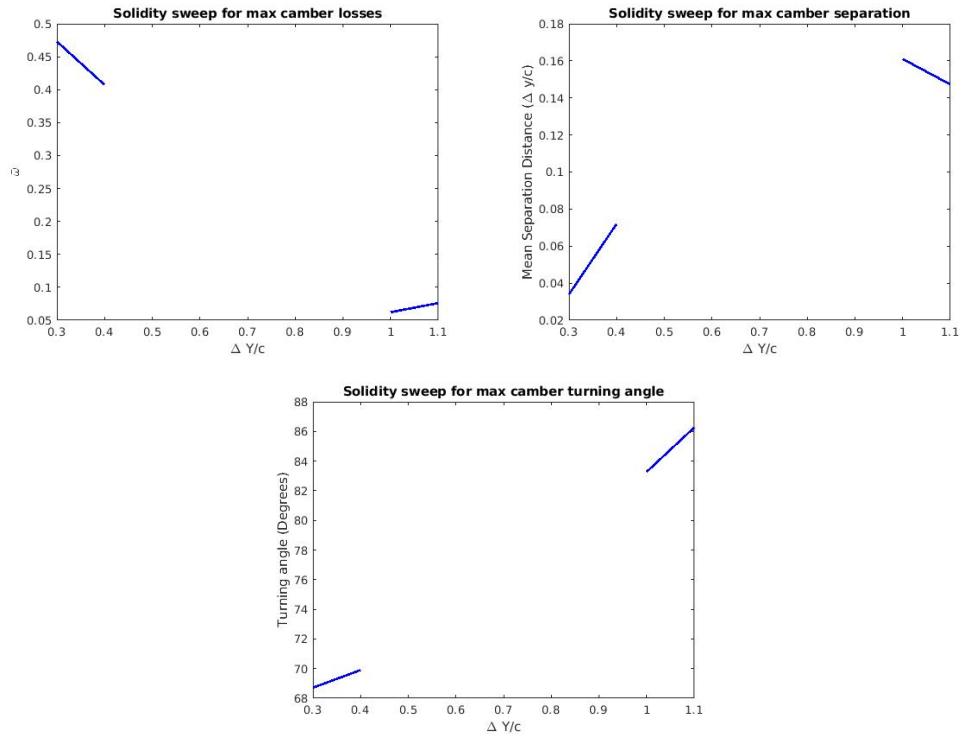 Solidity sweep for max camber losses
0.5
0.45
0.4
0.35
0.3
0.25
0.2
0.15
0.1
0.05
ω̄
0.3 0.4 0.5 0.6 0.7 0.8 0.9 1 1.1
Δ Y/c
Solidity sweep for max camber separation
0.18
0.16
0.14
0.12
0.1
0.08
0.06
0.04
0.02
Mean Separation Distance (Δ y/c)
0.3 0.4 0.5 0.6 0.7 0.8 0.9 1 1.1
Δ Y/c
Solidity sweep for max camber turning angle
88
86
84
82
80
78
76
74
72
70
68
Turning angle (Degrees)
0.3 0.4 0.5 0.6 0.7 0.8 0.9 1 1.1
Δ Y/c